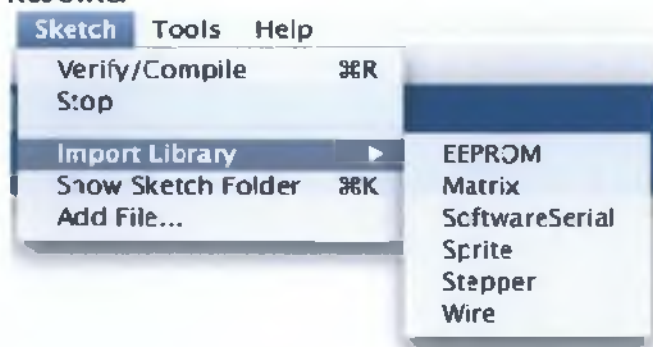 Sketch Tools Help
Verify/Compile ⌘R
Stop
Import Library ▶
Show Sketch Folder ⌘K
Add File...
EEPROM
Matrix
SoftwareSerial
Sprite
Stepper
Wire